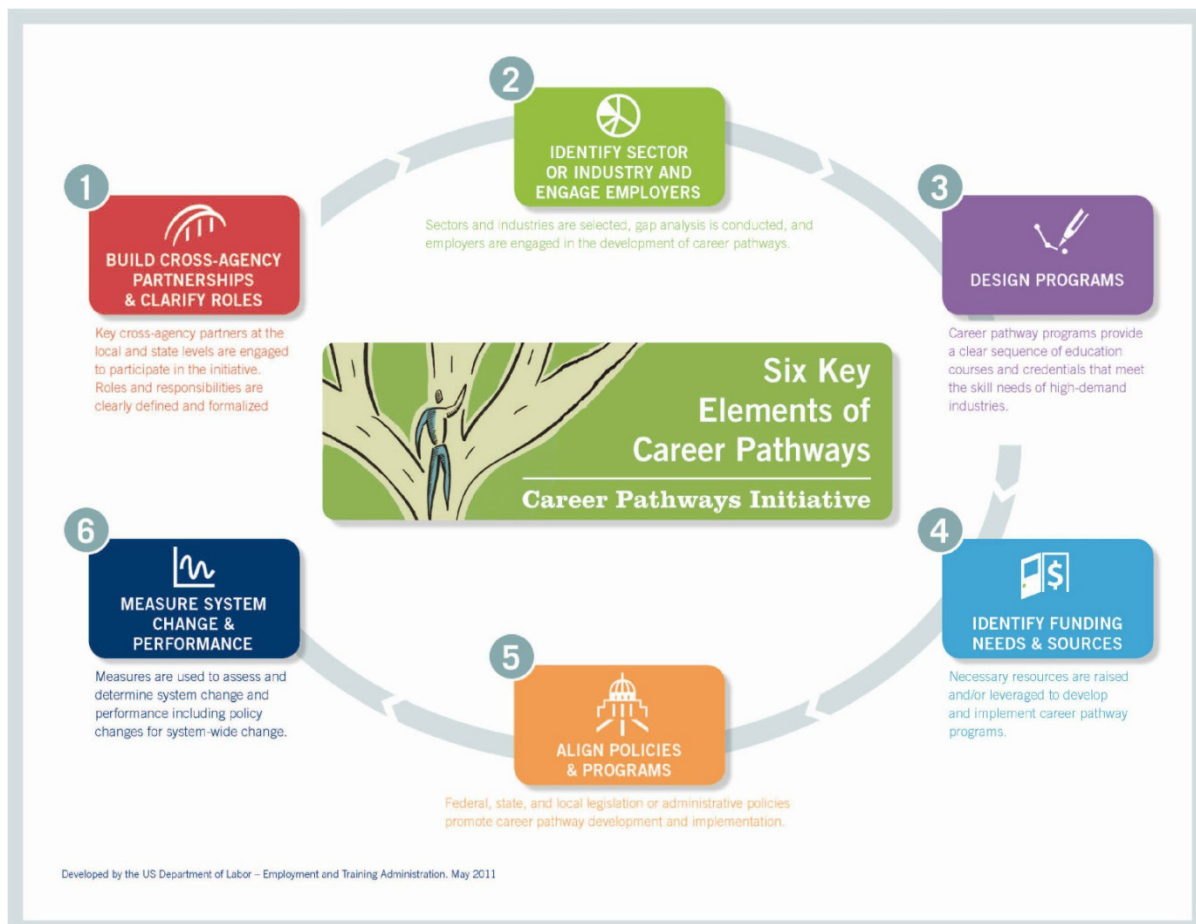 1
BUILD CROSS-AGENCY
PARTNERSHIPS
& CLARIFY ROLES
Key cross-agency partners at the
local and state levels are engaged
to participate in the initiative.
Roles and responsibilities are
clearly defined and formalized
2
IDENTIFY SECTOR
OR INDUSTRY AND
ENGAGE EMPLOYERS
Sectors and industries are selected, gap analysis is conducted, and
employers are engaged in the development of career pathways.
3
DESIGN PROGRAMS
Career pathway programs provide
a clear sequence of education
courses and credentials that meet
the skill needs of high-demand
industries.
Six Key
Elements of
Career Pathways
Career Pathways Initiative
4
$
IDENTIFY FUNDING
NEEDS & SOURCES
Necessary resources are raised
and/or leveraged to develop
and implement career pathway
programs.
5
ALIGN POLICIES
& PROGRAMS
Federal, state, and local legislation or administrative policies
promote career pathway development and implementation.
6
MEASURE SYSTEM
CHANGE &
PERFORMANCE
Measures are used to assess and
determine system change and
performance including policy
changes for system-wide change.
Developed by the US Department of Labor – Employment and Training Administration. May 2011